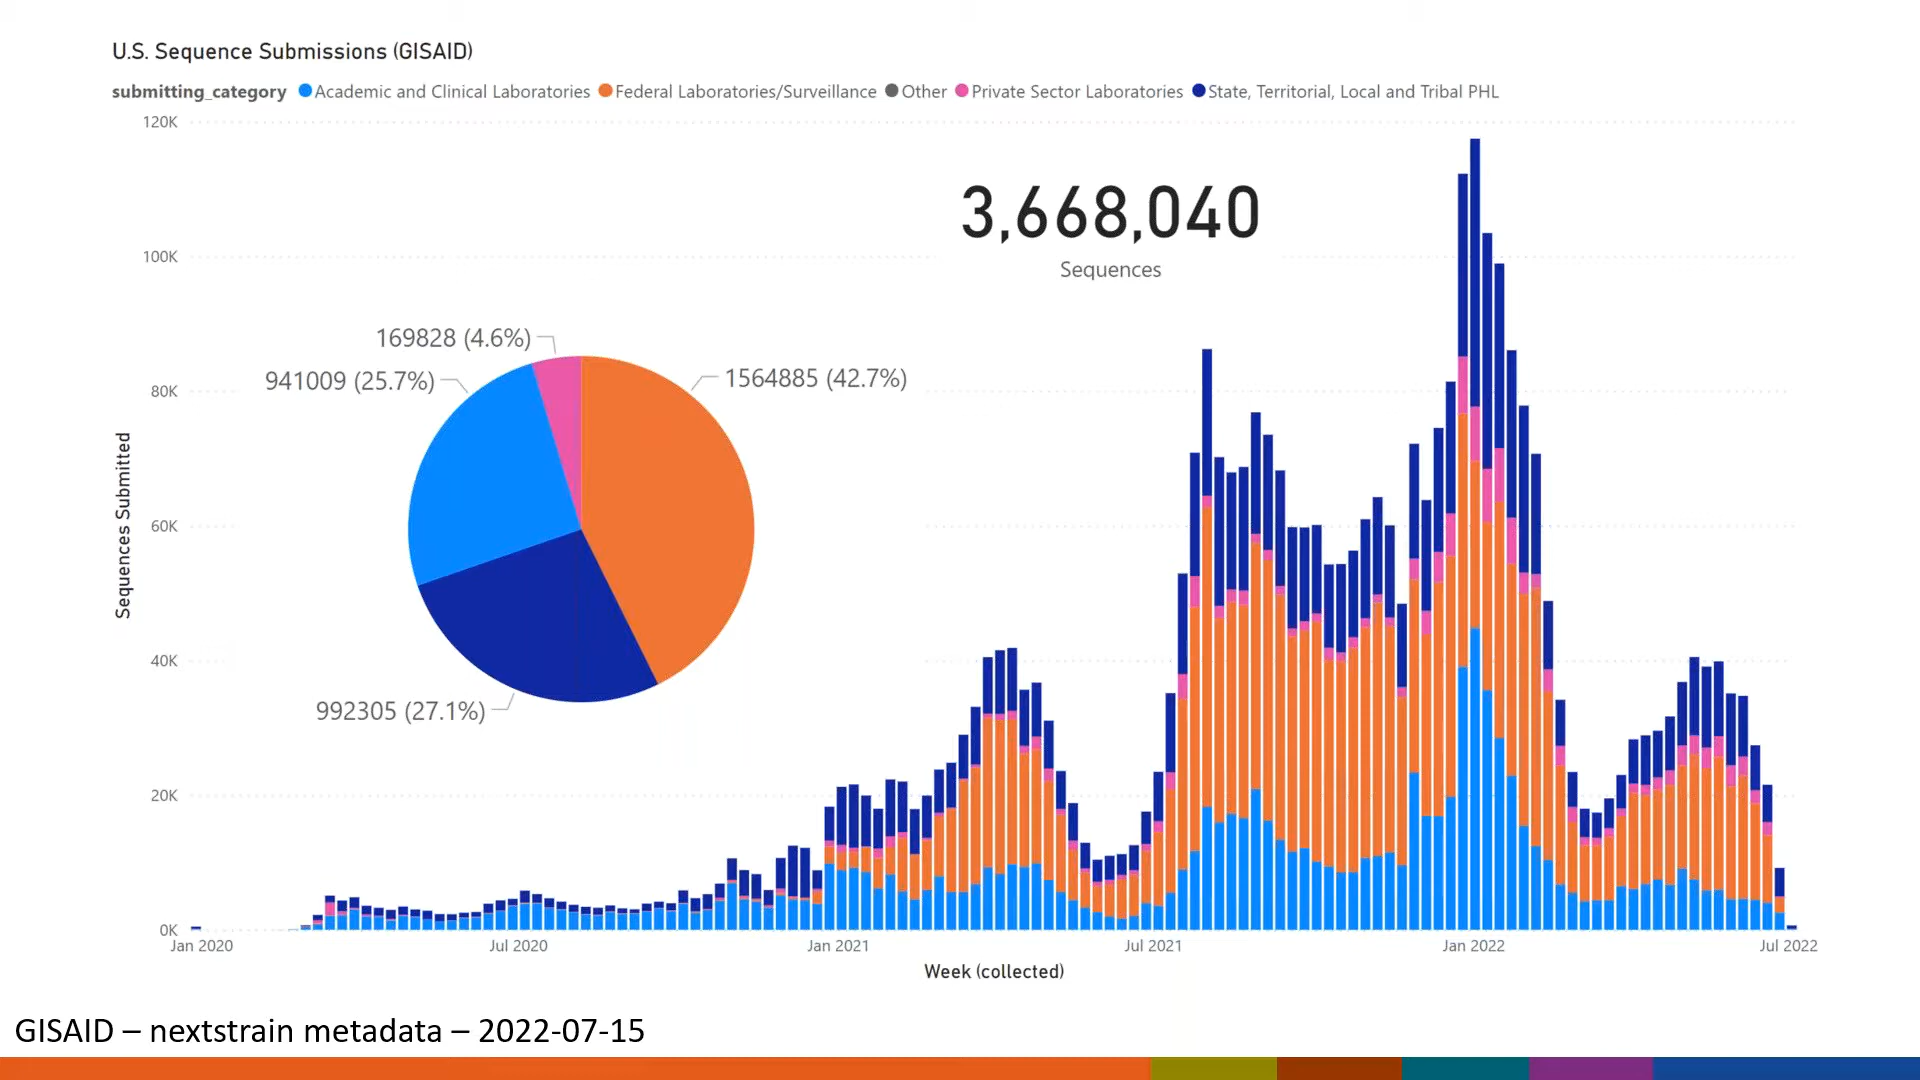 U.S. Sequence Submissions (GISAID)
submitting_category Academic and Clinical Laboratories Federal Laboratories/Surveillance Other Private Sector Laboratories State, Territorial, Local and Tribal PHL
120K
100K
80K
60K
40K
20K
0K
Sequences Submitted
3,668,040
Sequences
169828 (4.6%)
941009 (25.7%)
1564885 (42.7%)
992305 (27.1%)
Jan 2020 Jul 2020 Jan 2021 Jul 2021 Jan 2022 Jul 2022
Week (collected)
GISAID – nextstrain metadata – 2022-07-15